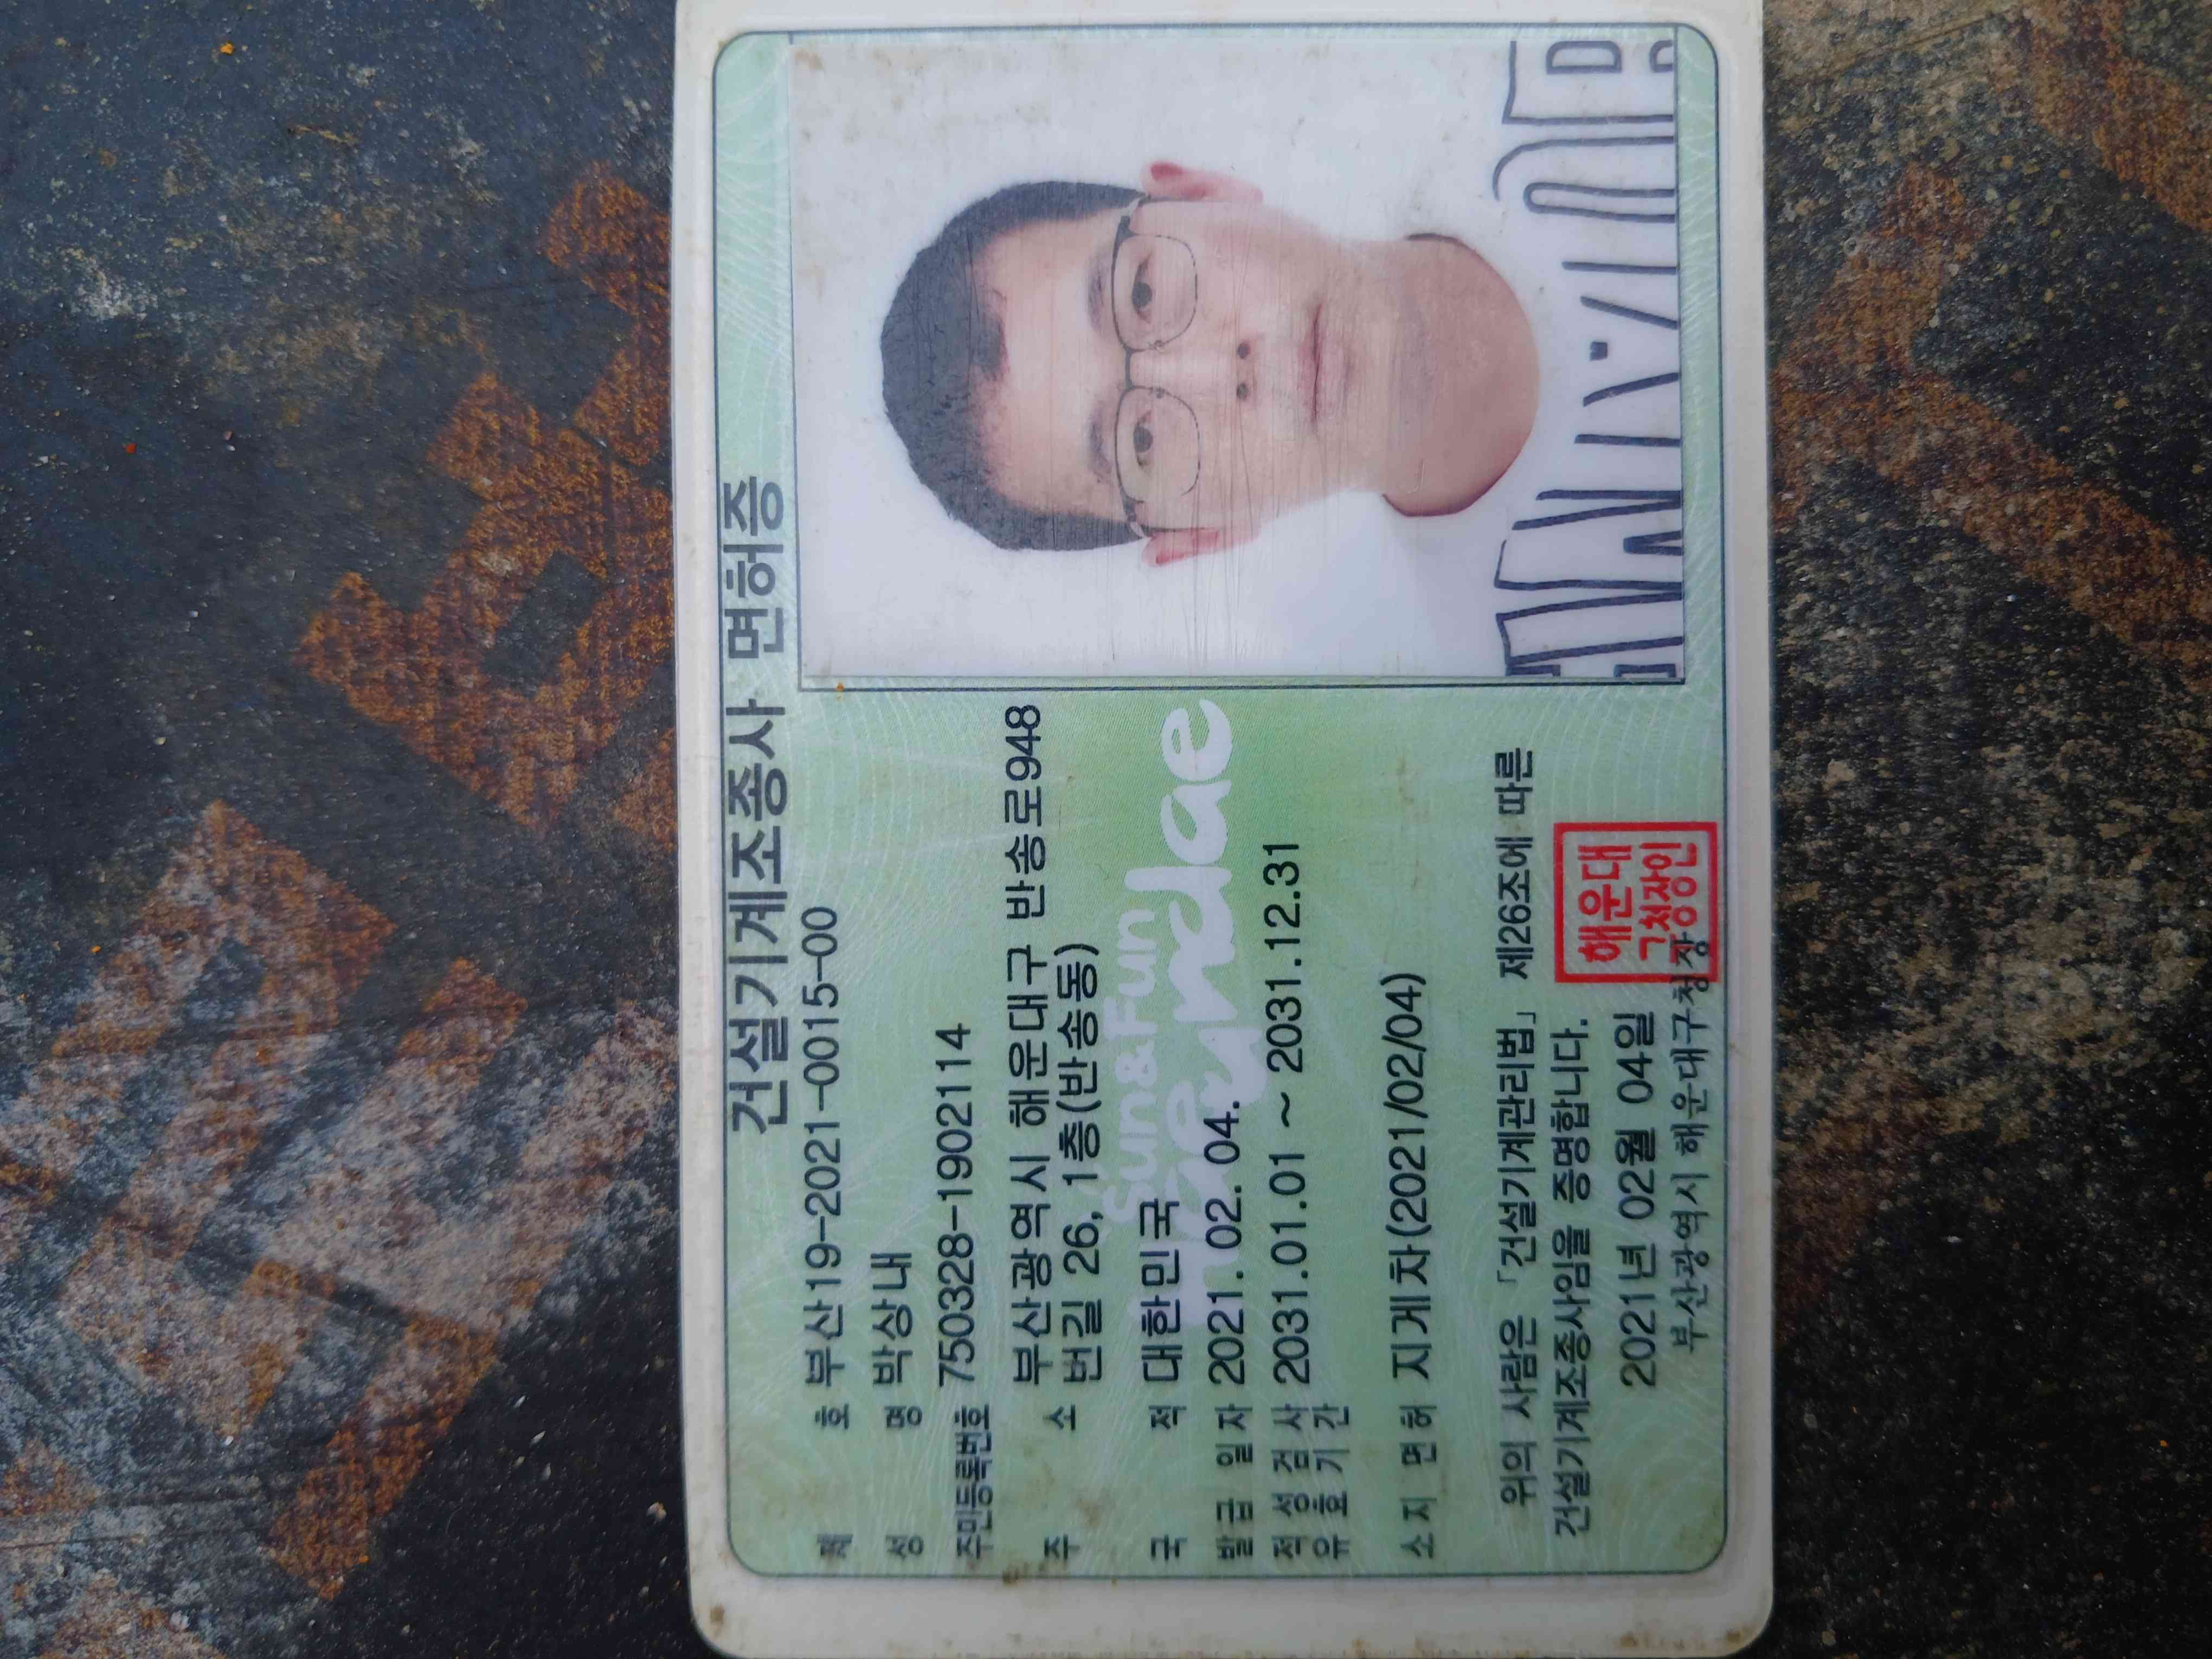 건설기계조종사 면허증
제 호 부산19-2021-0015-00
성 명 박상내
주민등록번호 750328-1902114
주 소 부산광역시 해운대구 반송로948
번길 26, 1층(반송동)
Sun&Fun
haeundae
국 적 대한민국
발급 일자 2021. 02. 04.
적성검사 2031.01.01 ~ 2031.12.31
유효기간
소지 면허 지게차(2021/02/04)
위의 사람은 「건설기계관리법」 제26조에 따른
건설기계조종사임을 증명합니다.
2021년 02월 04일
부산광역시 해운대구청장
해운대
구청장인